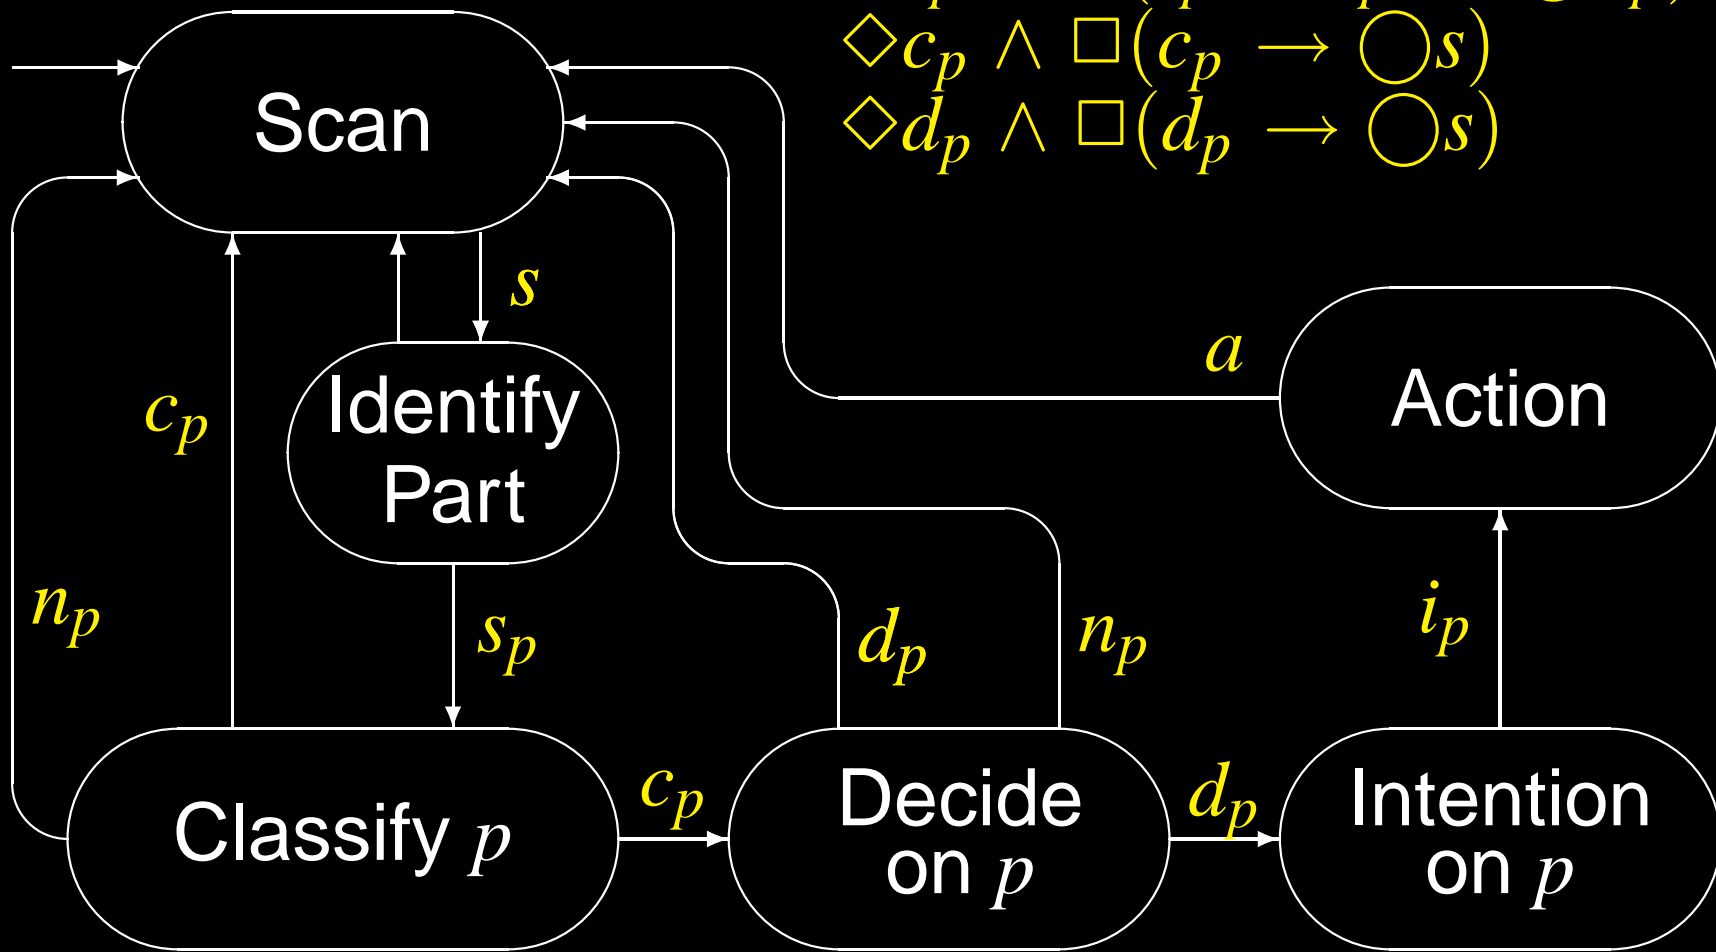 ◇c_p ∧ □(c_p → ◯s)
◇d_p ∧ □(d_p → ◯s)
Scan
s
a
Action
c_p
Identify
Part
n_p
s_p
d_p
n_p
i_p
Classify p
c_p
Decide
on p
d_p
Intention
on p